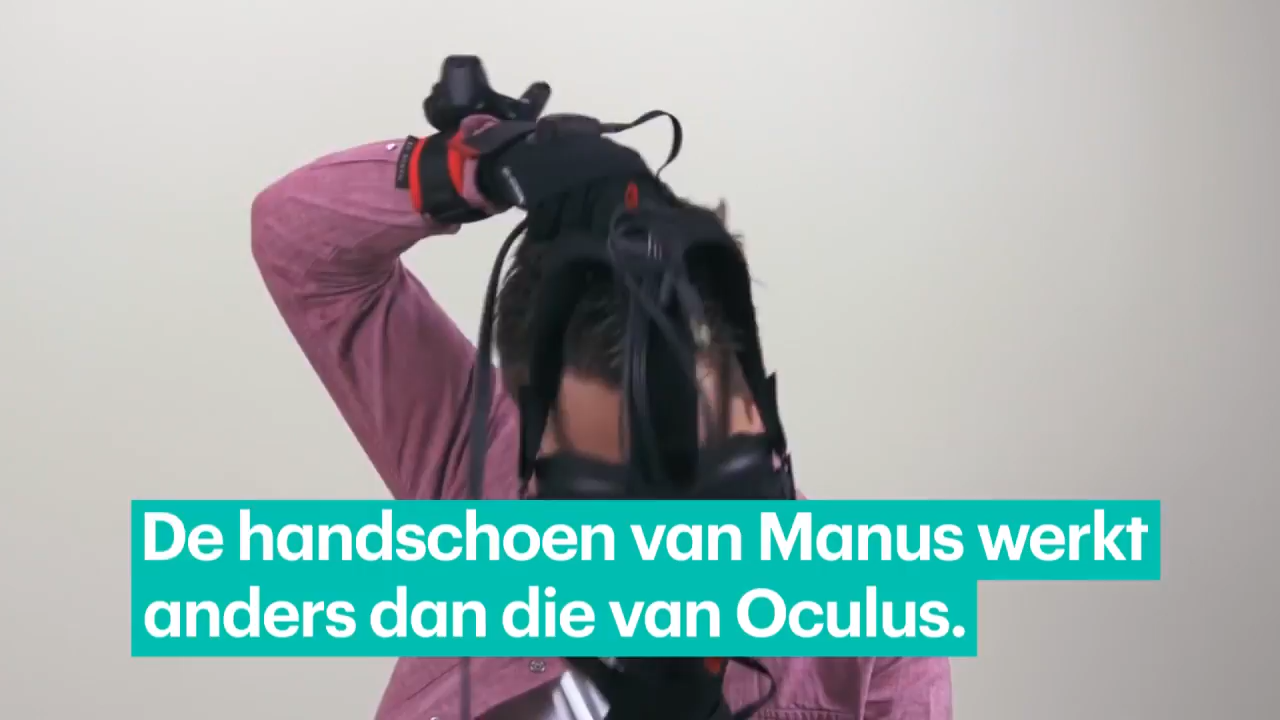 De handschoen van Manus werkt
anders dan die van Oculus.